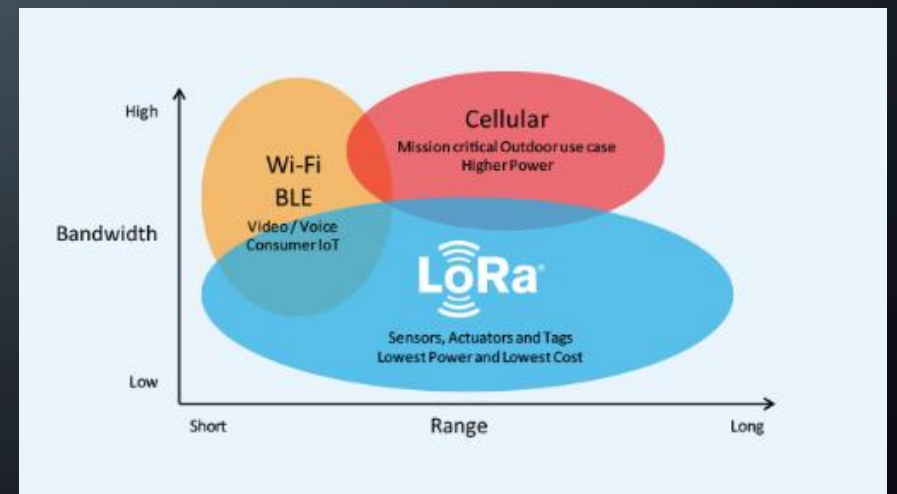 High
Bandwidth
Low
Wi-Fi
BLE
Video / Voice
Consumer IoT
Cellular
Mission critical Outdoor use case
Higher Power
LoRa®
Sensors, Actuators and Tags
Lowest Power and Lowest Cost
Short
Range
Long